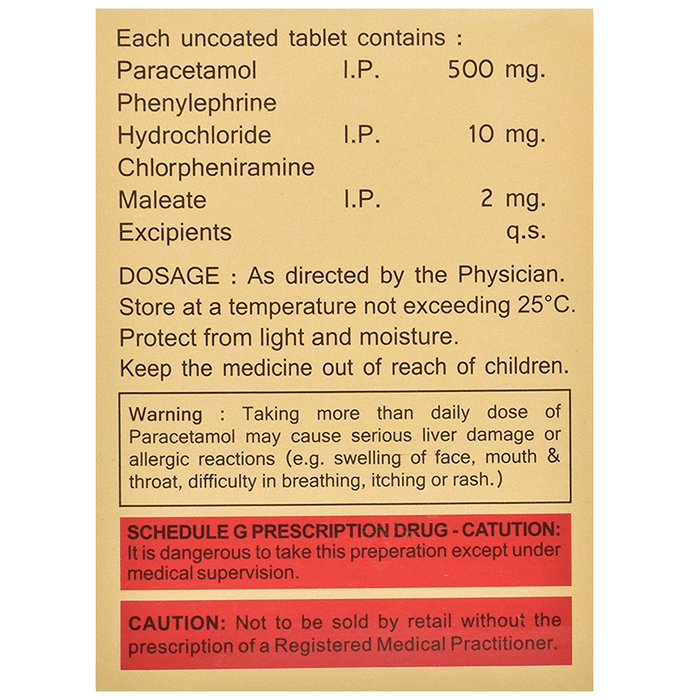 Each uncoated tablet contains :
Paracetamol I.P. 500 mg.
Phenylephrine
Hydrochloride I.P. 10 mg.
Chlorpheniramine
Maleate I.P. 2 mg.
Excipients q.s.
DOSAGE : As directed by the Physician.
Store at a temperature not exceeding 25°C.
Protect from light and moisture.
Keep the medicine out of reach of children.
Warning : Taking more than daily dose of
Paracetamol may cause serious liver damage or
allergic reactions (e.g. swelling of face, mouth &
throat, difficulty in breathing, itching or rash.)
SCHEDULE G PRESCRIPTION DRUG - CATUTION:
It is dangerous to take this preperation except under
medical supervision.
CAUTION: Not to be sold by retail without the
prescription of a Registered Medical Practitioner.